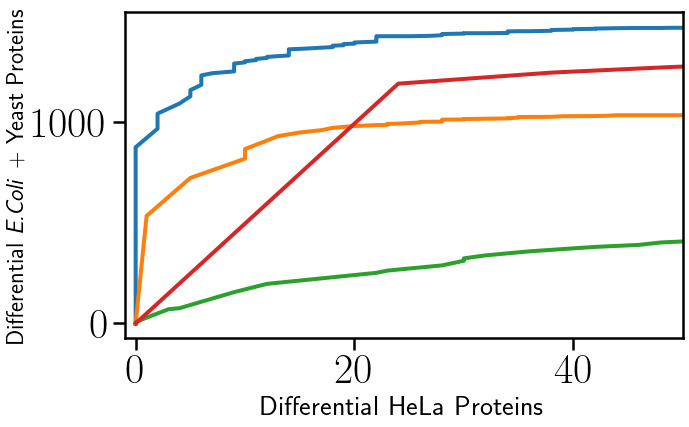 Differential E.Coli + Yeast Proteins
1000
0
0 20 40
Differential HeLa Proteins